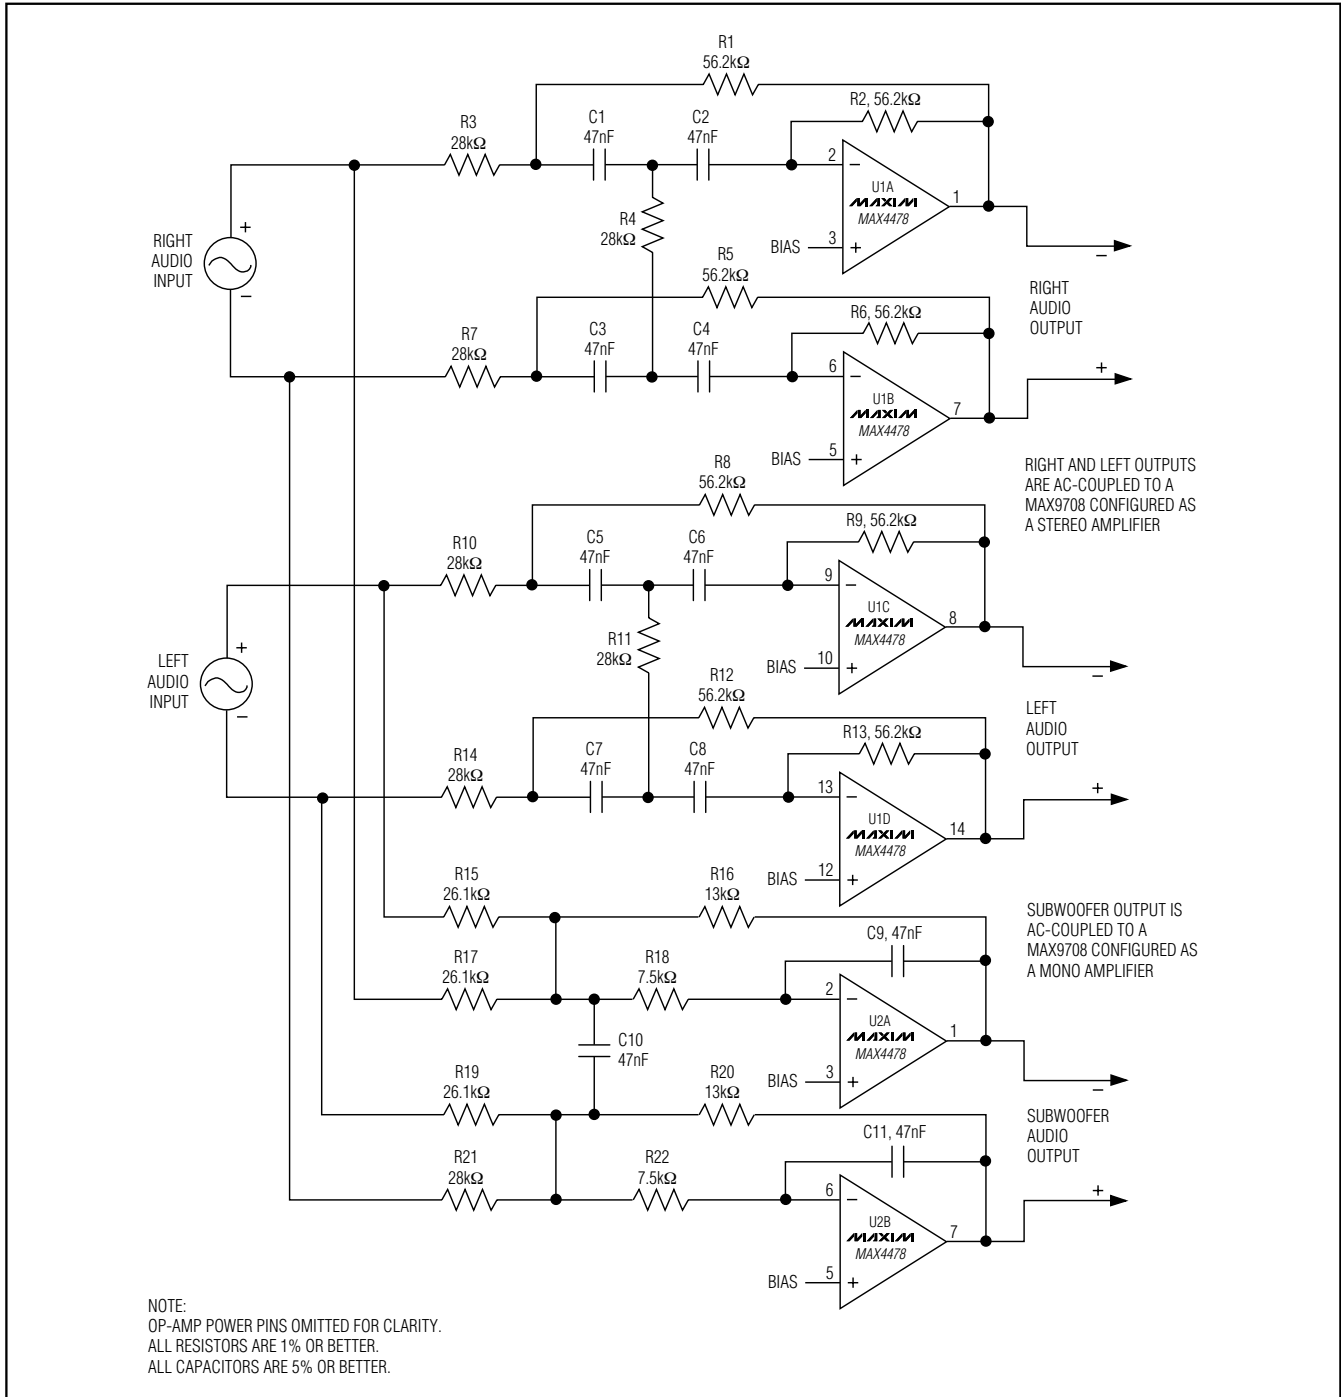 R1
56.2kΩ
R2, 56.2kΩ
R3
28kΩ
C1
47nF
C2
47nF
2
−
U1A
MAXIM
MAX4478
1
R4
28kΩ
BIAS
3
+
−
+
RIGHT
AUDIO
INPUT
−
R5
56.2kΩ
RIGHT
AUDIO
OUTPUT
R6, 56.2kΩ
R7
28kΩ
C3
47nF
C4
47nF
6
−
U1B
MAXIM
MAX4478
7
+
BIAS
5
+
RIGHT AND LEFT OUTPUTS
ARE AC-COUPLED TO A
MAX9708 CONFIGURED AS
A STEREO AMPLIFIER
R8
56.2kΩ
R9, 56.2kΩ
R10
28kΩ
C5
47nF
C6
47nF
9
−
U1C
MAXIM
MAX4478
8
R11
28kΩ
BIAS
10
+
−
+
LEFT
AUDIO
INPUT
−
R12
56.2kΩ
LEFT
AUDIO
OUTPUT
R13, 56.2kΩ
R14
28kΩ
C7
47nF
C8
47nF
13
−
U1D
MAXIM
MAX4478
14
+
BIAS
12
+
R15
26.1kΩ
R16
13kΩ
SUBWOOFER OUTPUT IS
AC-COUPLED TO A
MAX9708 CONFIGURED AS
A MONO AMPLIFIER
C9, 47nF
R17
26.1kΩ
R18
7.5kΩ
2
−
U2A
MAXIM
MAX4478
1
C10
47nF
BIAS
3
+
−
R19
26.1kΩ
R20
13kΩ
SUBWOOFER
AUDIO
OUTPUT
C11, 47nF
R21
28kΩ
R22
7.5kΩ
6
−
U2B
MAXIM
MAX4478
7
+
BIAS
5
+
NOTE:
OP-AMP POWER PINS OMITTED FOR CLARITY.
ALL RESISTORS ARE 1% OR BETTER.
ALL CAPACITORS ARE 5% OR BETTER.